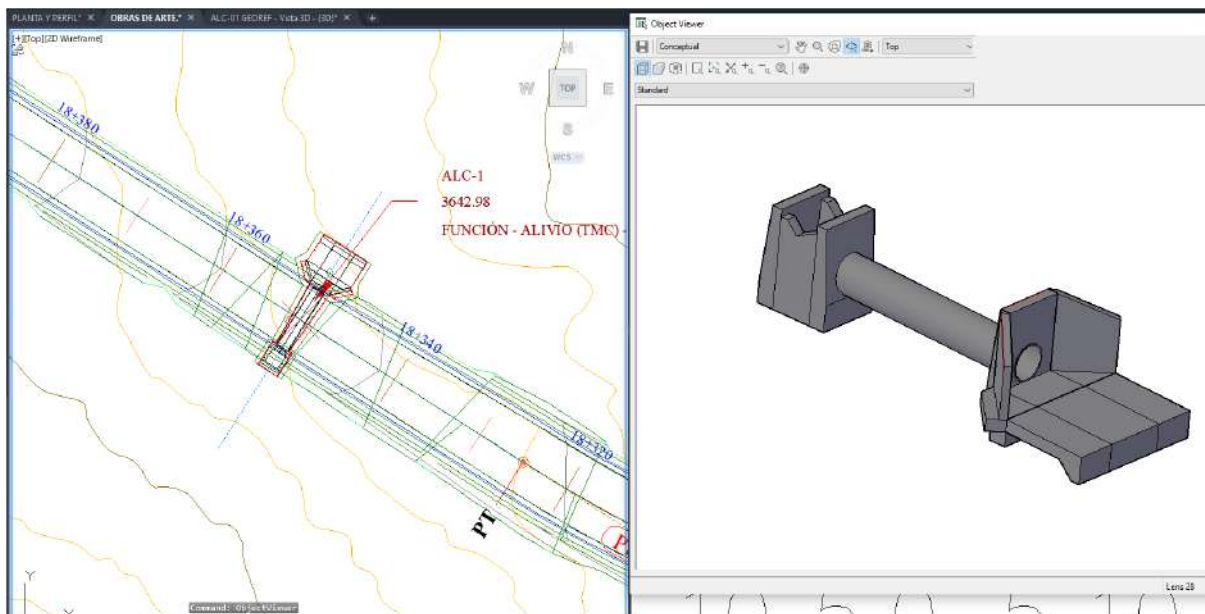 PLANTA Y PERFIL*
OBRAS DE ARTE.*
ALC-01 GEOREF - Vista 3D - {3D}*
[+][Top][2D Wireframe]
N
W
TOP
E
S
WCS
18+380
18+360
18+340
18+320
ALC-1
3642.98
FUNCIÓN - ALIVIO (TMC) -
PT
P
Y
Command: ObjectViewer
Object Viewer
Conceptual
Top
Standard
Lens 28